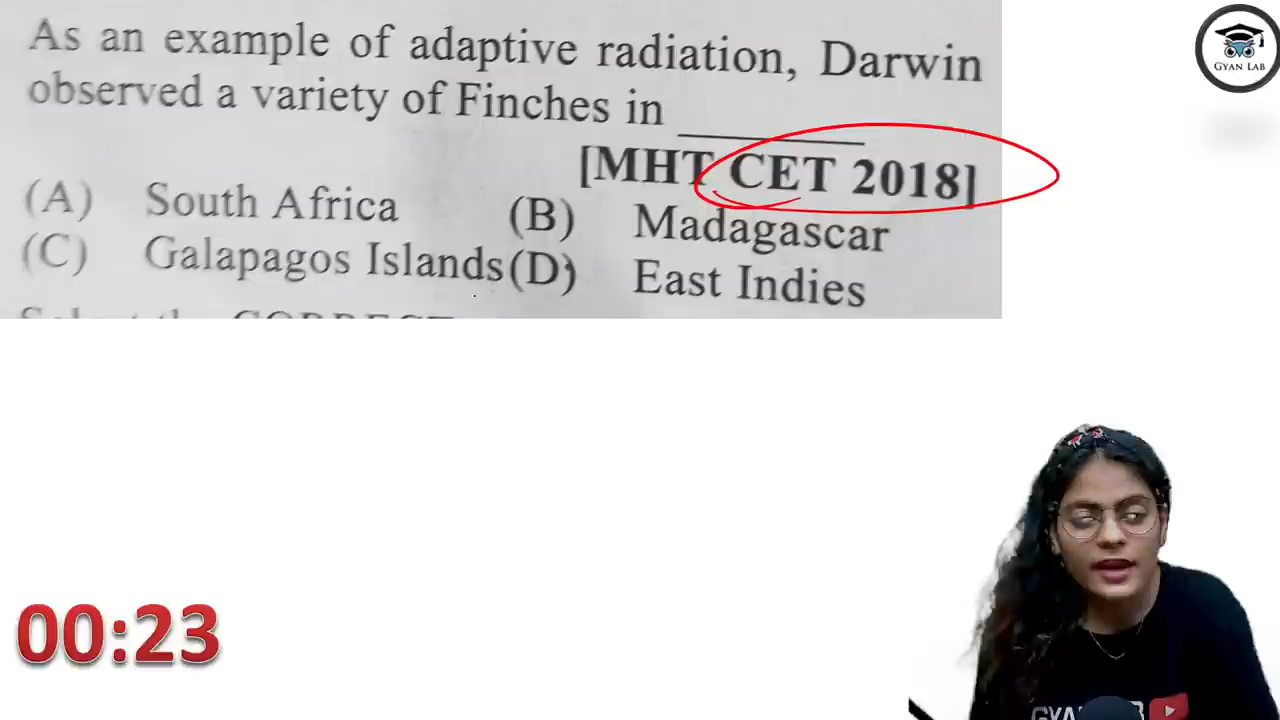 As an example of adaptive radiation, Darwin
observed a variety of Finches in
[MHT CET 2018]
(A) South Africa (B) Madagascar
(C) Galapagos Islands (D) East Indies
GYAN LAB
00:23